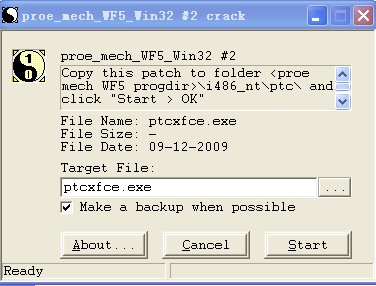 proe_mech_WF5_Win32 #2 crack
1 0
proe_mech_WF5_Win32 #2
Copy this patch to folder <proe
mech WF5 progdir>\i486_nt\ptc\ and
click "Start > OK"
File Name: ptcxfce.exe
File Size: -
File Date: 09-12-2009
Target File:
ptcxfce.exe
...
Make a backup when possible
About... Cancel Start
Ready